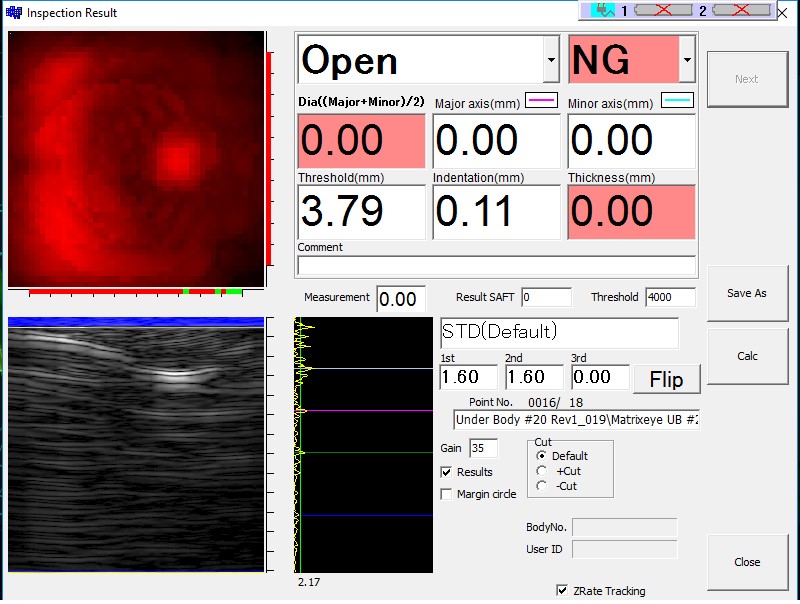 Inspection Result
1 2
Open NG
Next
Dia((Major+Minor)/2) Major axis(mm) Minor axis(mm)
0.00 0.00 0.00
Threshold(mm) Indentation(mm) Thickness(mm)
3.79 0.11 0.00
Comment
Measurement 0.00 Result SAFT 0 Threshold 4000
Save As
STD(Default)
Calc
1st 2nd 3rd
1.60 1.60 0.00 Flip
Point No. 0016/ 18
Under Body #20 Rev1_019\Matrixeye UB #2
Gain 35
Cut
Default
Results
+Cut
-Cut
Margin circle
BodyNo.
User ID
Close
2.17
ZRate Tracking